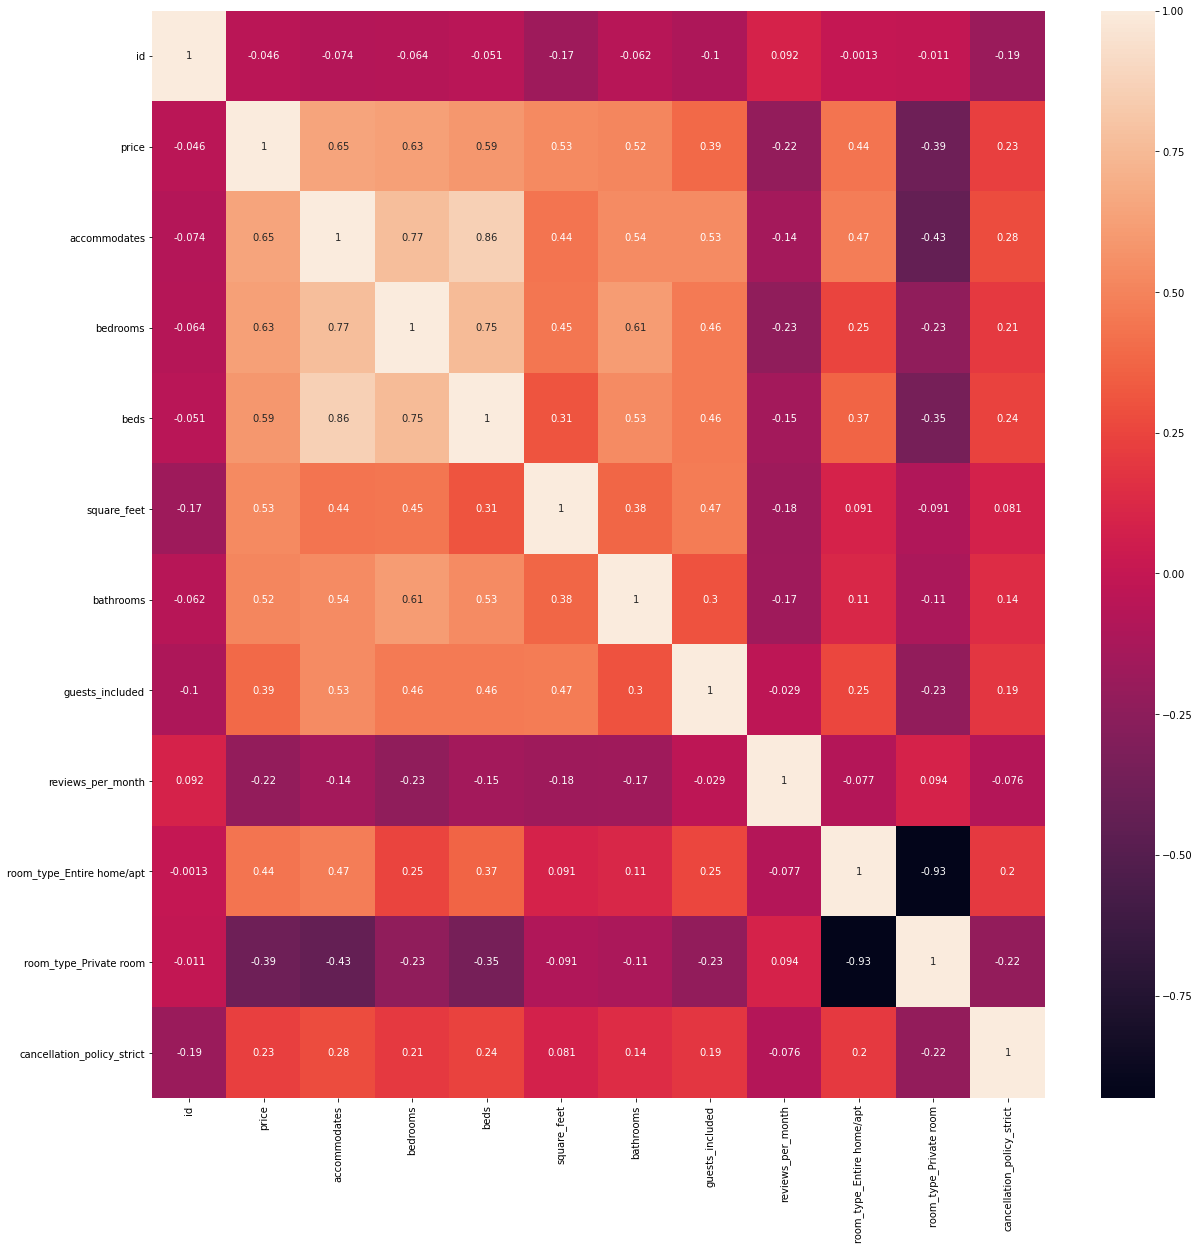 id 1 -0.046 -0.074 -0.064 -0.051 -0.17 -0.062 -0.1 0.092 -0.0013 -0.011 -0.19
price -0.046 1 0.65 0.63 0.59 0.53 0.52 0.39 -0.22 0.44 -0.39 0.23
accommodates -0.074 0.65 1 0.77 0.86 0.44 0.54 0.53 -0.14 0.47 -0.43 0.28
bedrooms -0.064 0.63 0.77 1 0.75 0.45 0.61 0.46 -0.23 0.25 -0.23 0.21
beds -0.051 0.59 0.86 0.75 1 0.31 0.53 0.46 -0.15 0.37 -0.35 0.24
square_feet -0.17 0.53 0.44 0.45 0.31 1 0.38 0.47 -0.18 0.091 -0.091 0.081
bathrooms -0.062 0.52 0.54 0.61 0.53 0.38 1 0.3 -0.17 0.11 -0.11 0.14
guests_included -0.1 0.39 0.53 0.46 0.46 0.47 0.3 1 -0.029 0.25 -0.23 0.19
reviews_per_month 0.092 -0.22 -0.14 -0.23 -0.15 -0.18 -0.17 -0.029 1 -0.077 0.094 -0.076
room_type_Entire home/apt -0.0013 0.44 0.47 0.25 0.37 0.091 0.11 0.25 -0.077 1 -0.93 0.2
room_type_Private room -0.011 -0.39 -0.43 -0.23 -0.35 -0.091 -0.11 -0.23 0.094 -0.93 1 -0.22
cancellation_policy_strict -0.19 0.23 0.28 0.21 0.24 0.081 0.14 0.19 -0.076 0.2 -0.22 1
id
price
accommodates
bedrooms
beds
square_feet
bathrooms
guests_included
reviews_per_month
room_type_Entire home/apt
room_type_Private room
cancellation_policy_strict
1.00
0.75
0.50
0.25
0.00
−0.25
−0.50
−0.75